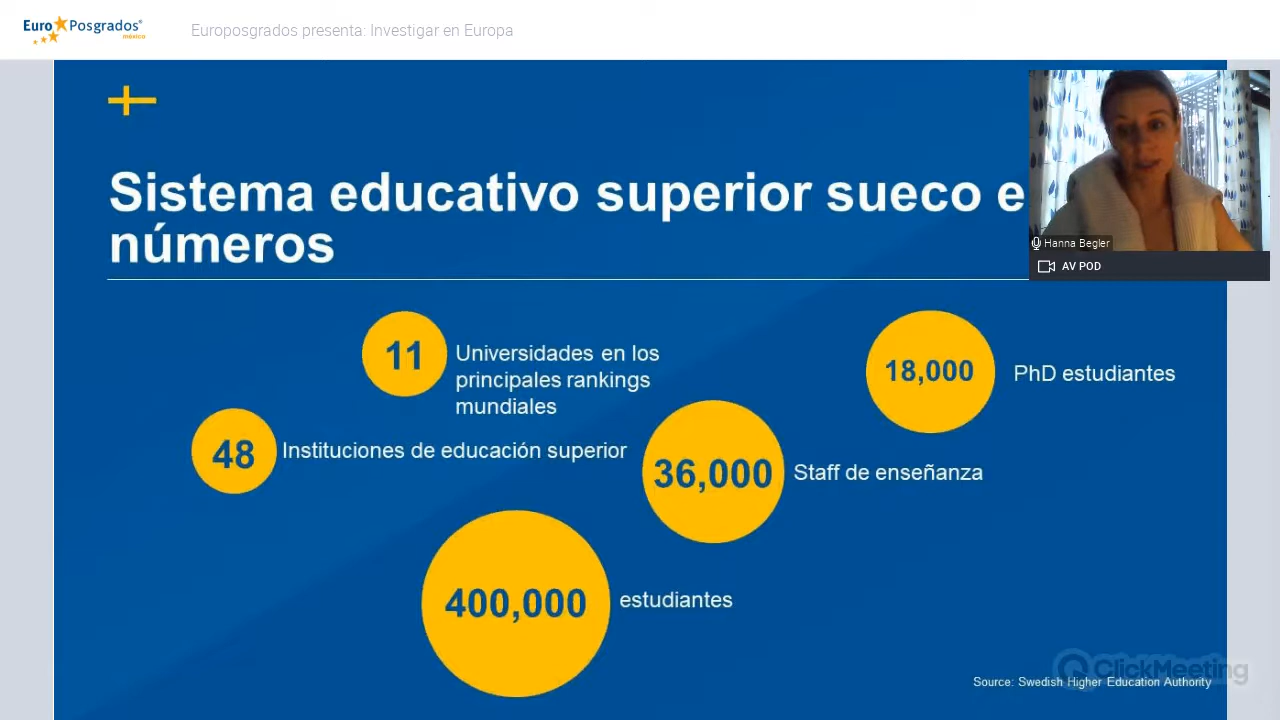 EuroPosgrados®
méxico
Europosgrados presenta: Investigar en Europa
Sistema educativo superior sueco e
números
Hanna Begler
AV POD
11
Universidades en los
principales rankings
mundiales
18,000
PhD estudiantes
48
Instituciones de educación superior
36,000
Staff de enseñanza
400,000
estudiantes
ClickMeeting
Source: Swedish Higher Education Authority